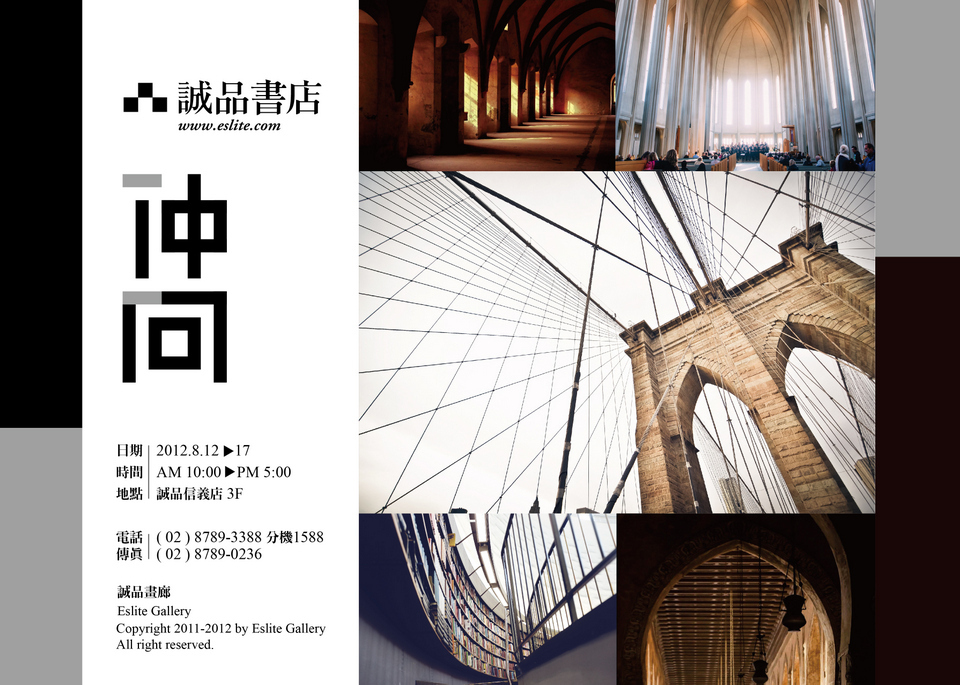 誠品書店
www.eslite.com
仲
向
日期 2012.8.12 ▶17
時間 AM 10:00 ▶PM 5:00
地點 誠品信義店 3F
電話 ( 02 ) 8789-3388 分機1588
傳眞 ( 02 ) 8789-0236
誠品畫廊
Eslite Gallery
Copyright 2011-2012 by Eslite Gallery
All right reserved.